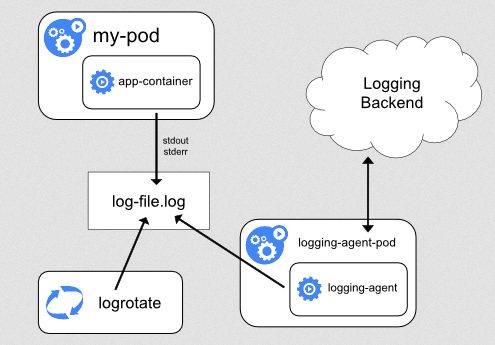 my-pod
app-container
stdout
stderr
Logging
Backend
log-file.log
logging-agent-pod
logging-agent
logrotate